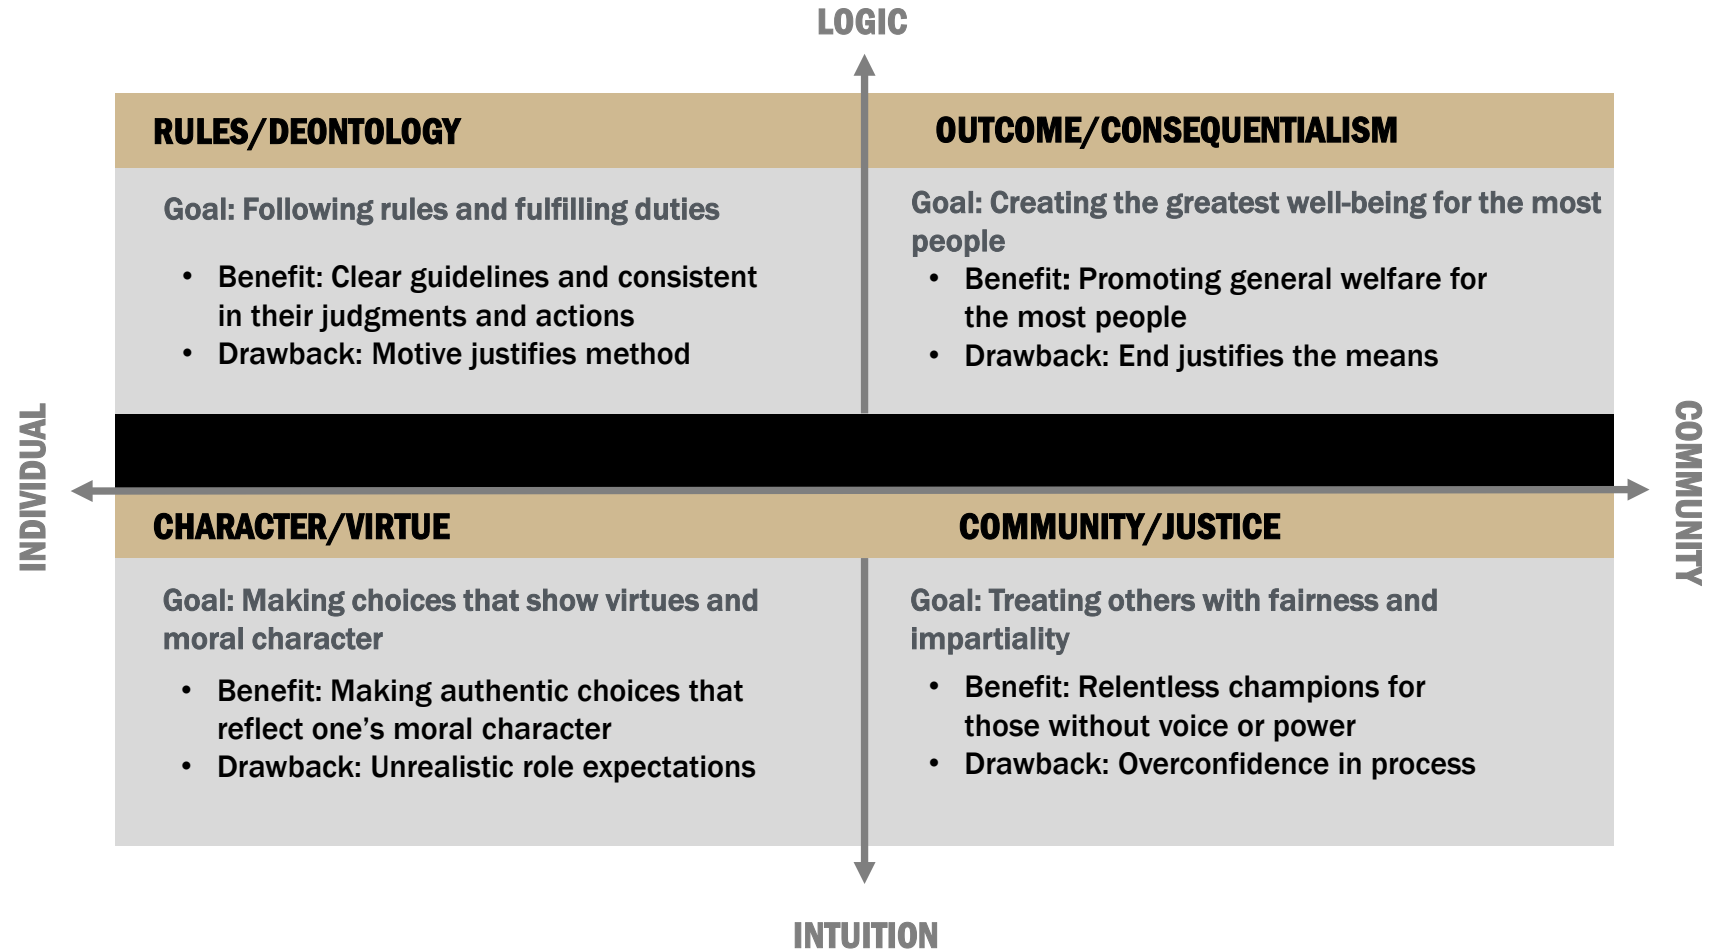 LOGIC
RULES/DEONTOLOGY
Goal: Following rules and fulfilling duties
• Benefit: Clear guidelines and consistent
in their judgments and actions
• Drawback: Motive justifies method
OUTCOME/CONSEQUENTIALISM
Goal: Creating the greatest well-being for the most
people
• Benefit: Promoting general welfare for
the most people
• Drawback: End justifies the means
INDIVIDUAL
COMMUNITY
CHARACTER/VIRTUE
Goal: Making choices that show virtues and
moral character
• Benefit: Making authentic choices that
reflect one’s moral character
• Drawback: Unrealistic role expectations
COMMUNITY/JUSTICE
Goal: Treating others with fairness and
impartiality
• Benefit: Relentless champions for
those without voice or power
• Drawback: Overconfidence in process
INTUITION